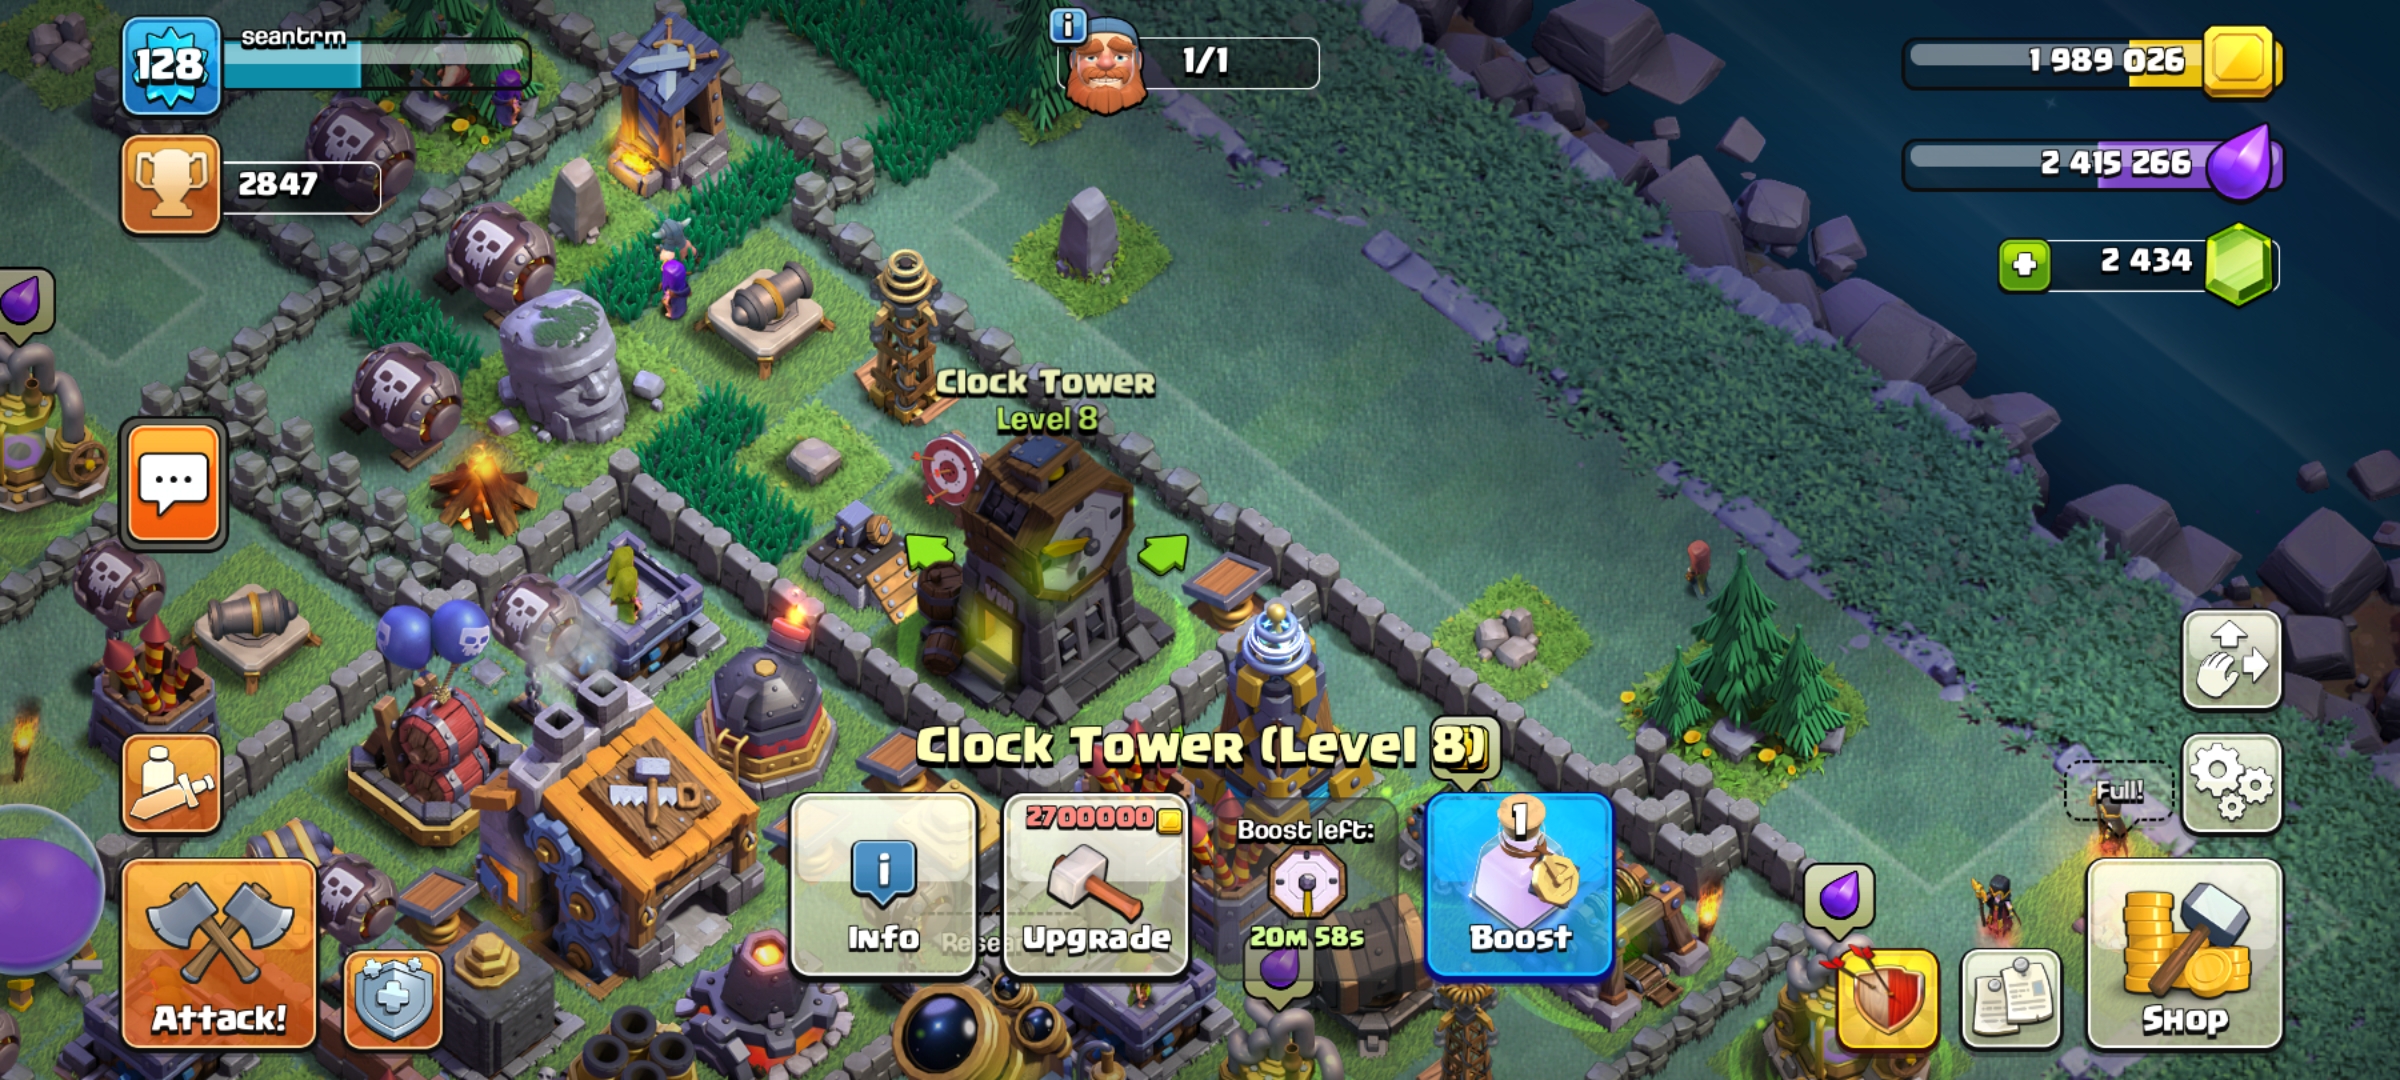 128
seantrm
1/1
1 989 026
2847
2 415 266
2 434
Clock Tower
Level 8
VIII
Clock Tower (Level 8)
Full!
2700000
Boost left:
1
Info
Upgrade
20M 58s
Boost
Attack!
Shop